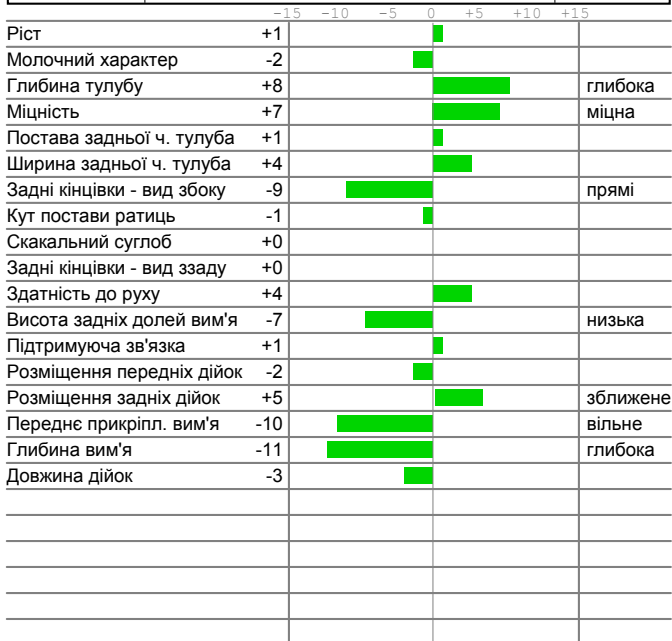 -15 -10 -5 0 +5 +10 +15
Ріст +1
Молочний характер -2
Глибина тулубу +8 глибока
Міцність +7 міцна
Постава задньої ч. тулуба +1
Ширина задньої ч. тулуба +4
Задні кінцівки - вид збоку -9 прямі
Кут постави ратиць -1
Скакальний суглоб +0
Задні кінцівки - вид ззаду +0
Здатність до руху +4
Висота задніх долей вим'я -7 низька
Підтримуюча зв'язка +1
Розміщення передніх дійок -2
Розміщення задніх дійок +5 зближене
Переднє прикріпл. вим'я -10 вільне
Глибина вим'я -11 глибока
Довжина дійок -3